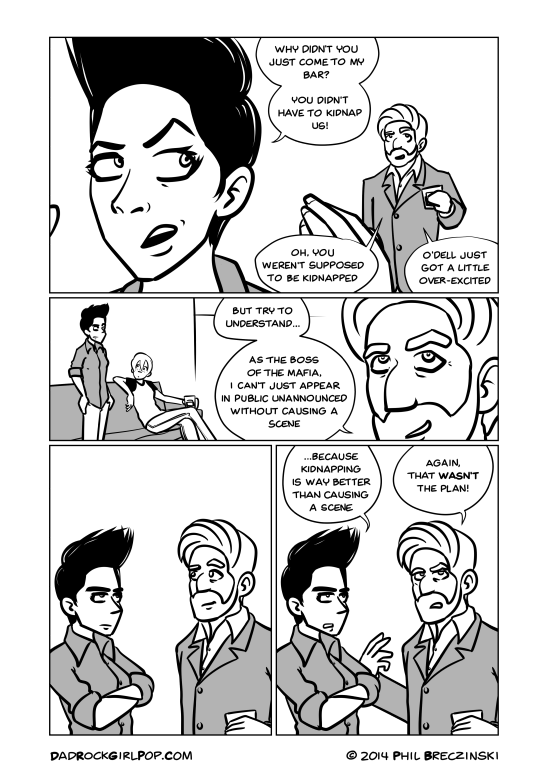 WHY DIDN'T YOU
JUST COME TO MY
BAR?
YOU DIDN'T
HAVE TO KIDNAP
US!
OH, YOU
WEREN'T SUPPOSED
TO BE KIDNAPPED
O'DELL JUST
GOT A LITTLE
OVER-EXCITED
BUT TRY TO
UNDERSTAND...
AS THE BOSS
OF THE MAFIA,
I CAN'T JUST APPEAR
IN PUBLIC UNANNOUNCED
WITHOUT CAUSING A
SCENE
...BECAUSE
KIDNAPPING
IS WAY BETTER
THAN CAUSING
A SCENE
AGAIN,
THAT WASN'T
THE PLAN!
DADROCKGIRLPOP.COM
© 2014 PHIL BRECZINSKI